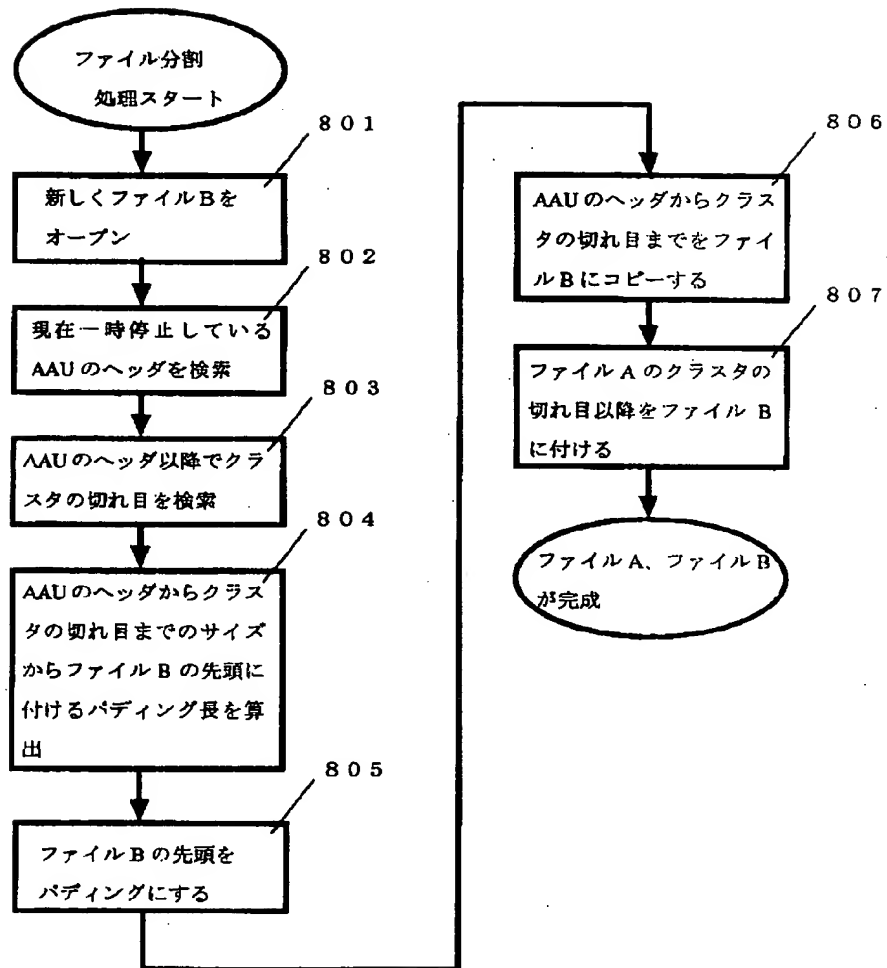 ファイル分割
処理スタート
801
新しくファイルBを
オープン
802
現在一時停止している
AAUのヘッダを検索
803
AAUのヘッダ以降でクラ
スタの切れ目を検索
804
AAUのヘッダからクラス
タの切れ目までのサイズ
からファイルBの先頭に
付けるパディング長を算
出
805
ファイルBの先頭を
パディングにする
806
AAUのヘッダからクラス
タの切れ目までをファイ
ルBにコピーする
807
ファイルAのクラスタの
切れ目以降をファイルB
に付ける
ファイルA、ファイルB
が完成